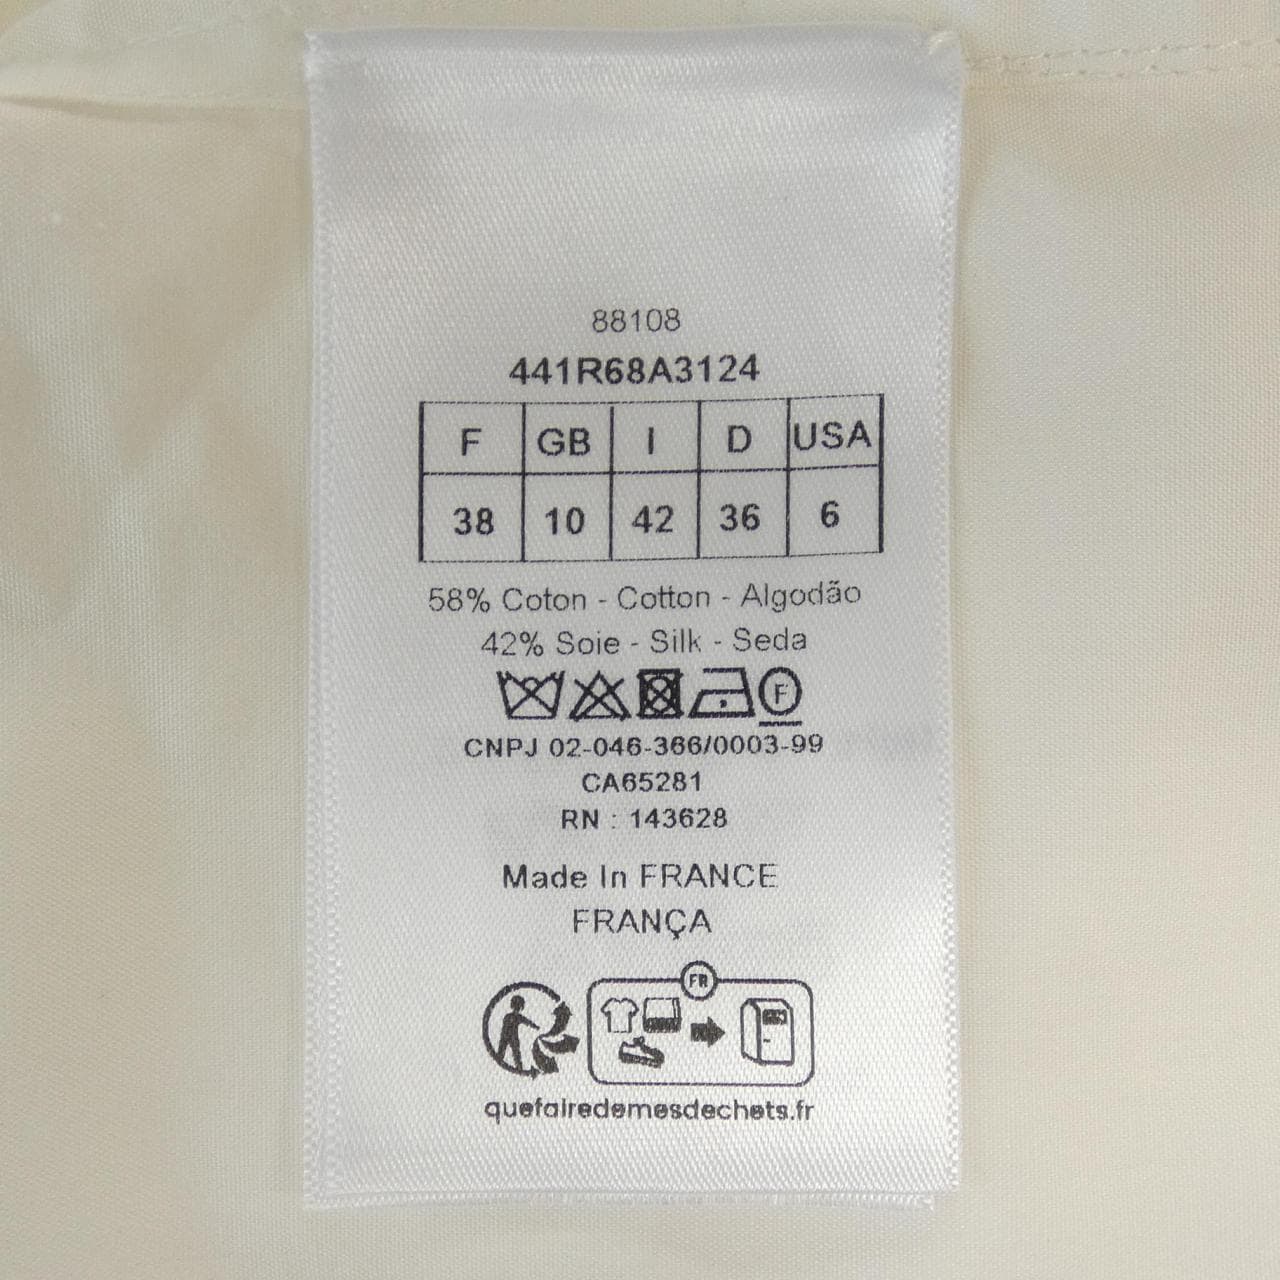 88108
441R68A3124
F GB I D USA
38 10 42 36 6
58% Coton - Cotton - Algodão
42% Soie - Silk - Seda
F
CNPJ 02-046-366/0003-99
CA65281
RN : 143628
Made In FRANCE
FRANÇA
FR
quefairedemesdechets.fr